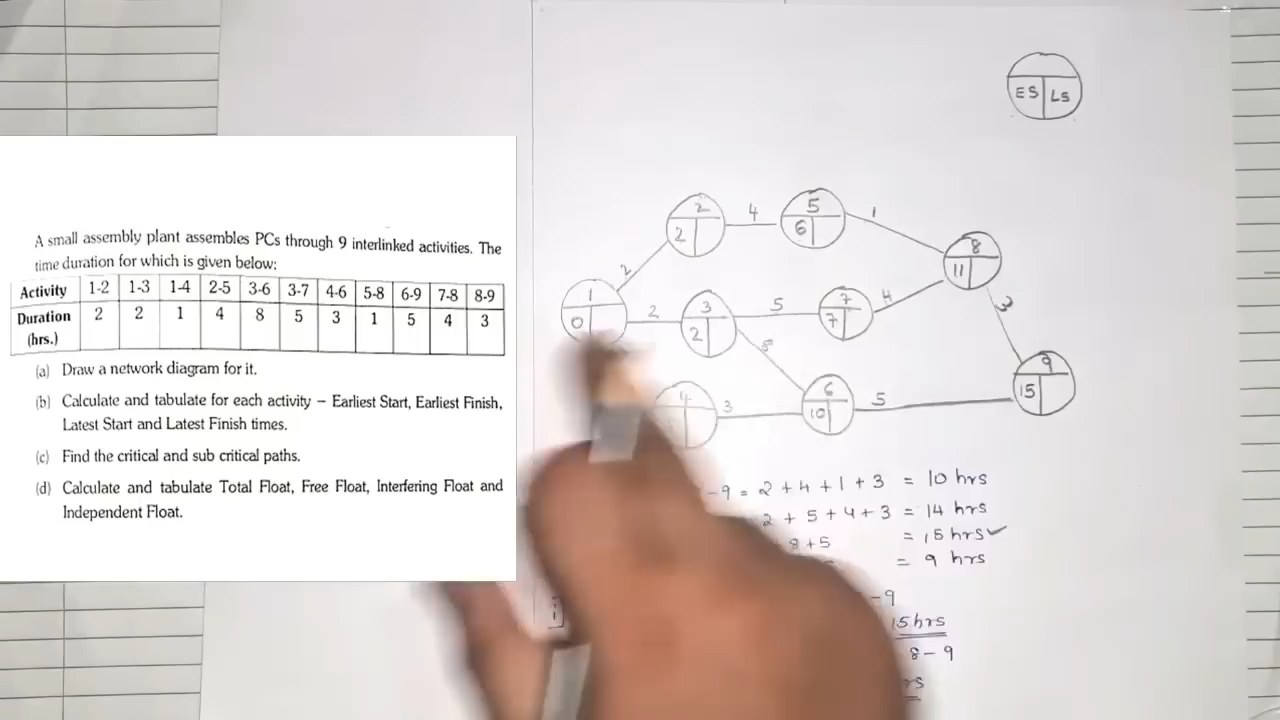 A small assembly plant assembles PCs through 9 interlinked activities. The
time duration for which is given below:
Activity 1-2 1-3 1-4 2-5 3-6 3-7 4-6 5-8 6-9 7-8 8-9
Duration (hrs.) 2 2 1 4 8 5 3 1 5 4 3
(a) Draw a network diagram for it.
(b) Calculate and tabulate for each activity – Earliest Start, Earliest Finish,
Latest Start and Latest Finish times.
(c) Find the critical and sub critical paths.
(d) Calculate and tabulate Total Float, Free Float, Interfering Float and
Independent Float.
ES LS
2
2
4
5
6
1
8
11
2
1
0
2
3
2
5
7
7
4
3
9
15
4
3
6
10
5
-9 = 2+4+1+3 = 10 hrs
2+5+4+3 = 14 hrs
+8+5 = 15 hrs ✓
= 9 hrs
-9
15hrs
8-9
rs